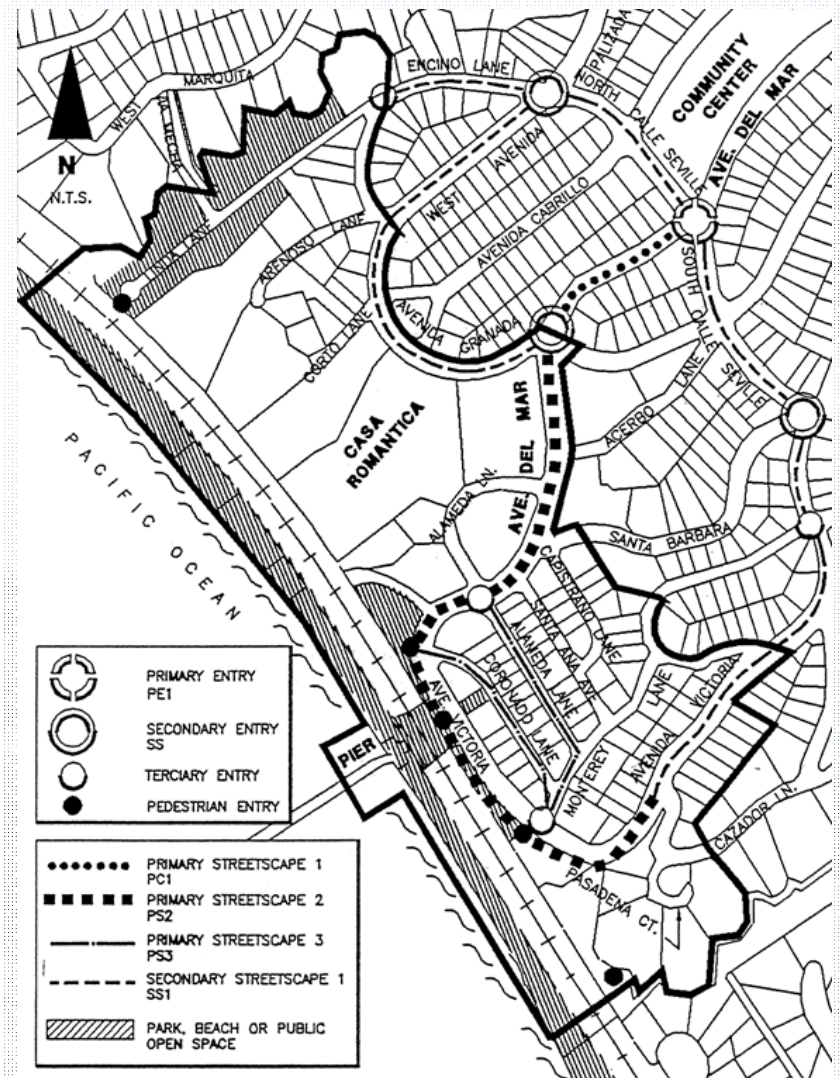 ENCINO LANE
PALIZADA
NORTH CALLE SEVILLE
COMMUNITY
CENTER
AVE. DEL MAR
WEST MARQUITA
N
N.T.S.
WEST AVENIDA
AVENIDA CABRILLO
LINDA LANE
ARENOSO LANE
CORTO LANE
AVENIDA GRANADA
SOUTH CALLE SEVILLE
ACEBO LANE
CASA
ROMANTICA
AVE. DEL MAR
ALAMEDA LN.
SANTA BARBARA
PACIFIC OCEAN
CAPISTRANO LANE
SANTA ANA AVE
ALAMEDA LANE
CORONADO LANE
AVE. VICTORIA
MONTEREY LANE
AVENIDA VICTORIA
PIER
CAZADOR LN.
PASADENA CT.
PRIMARY ENTRY
PE1
SECONDARY ENTRY
SS
TERCIARY ENTRY
PEDESTRIAN ENTRY
PRIMARY STREETSCAPE 1
PC1
PRIMARY STREETSCAPE 2
PS2
PRIMARY STREETSCAPE 3
PS3
SECONDARY STREETSCAPE 1
SS1
PARK, BEACH OR PUBLIC
OPEN SPACE